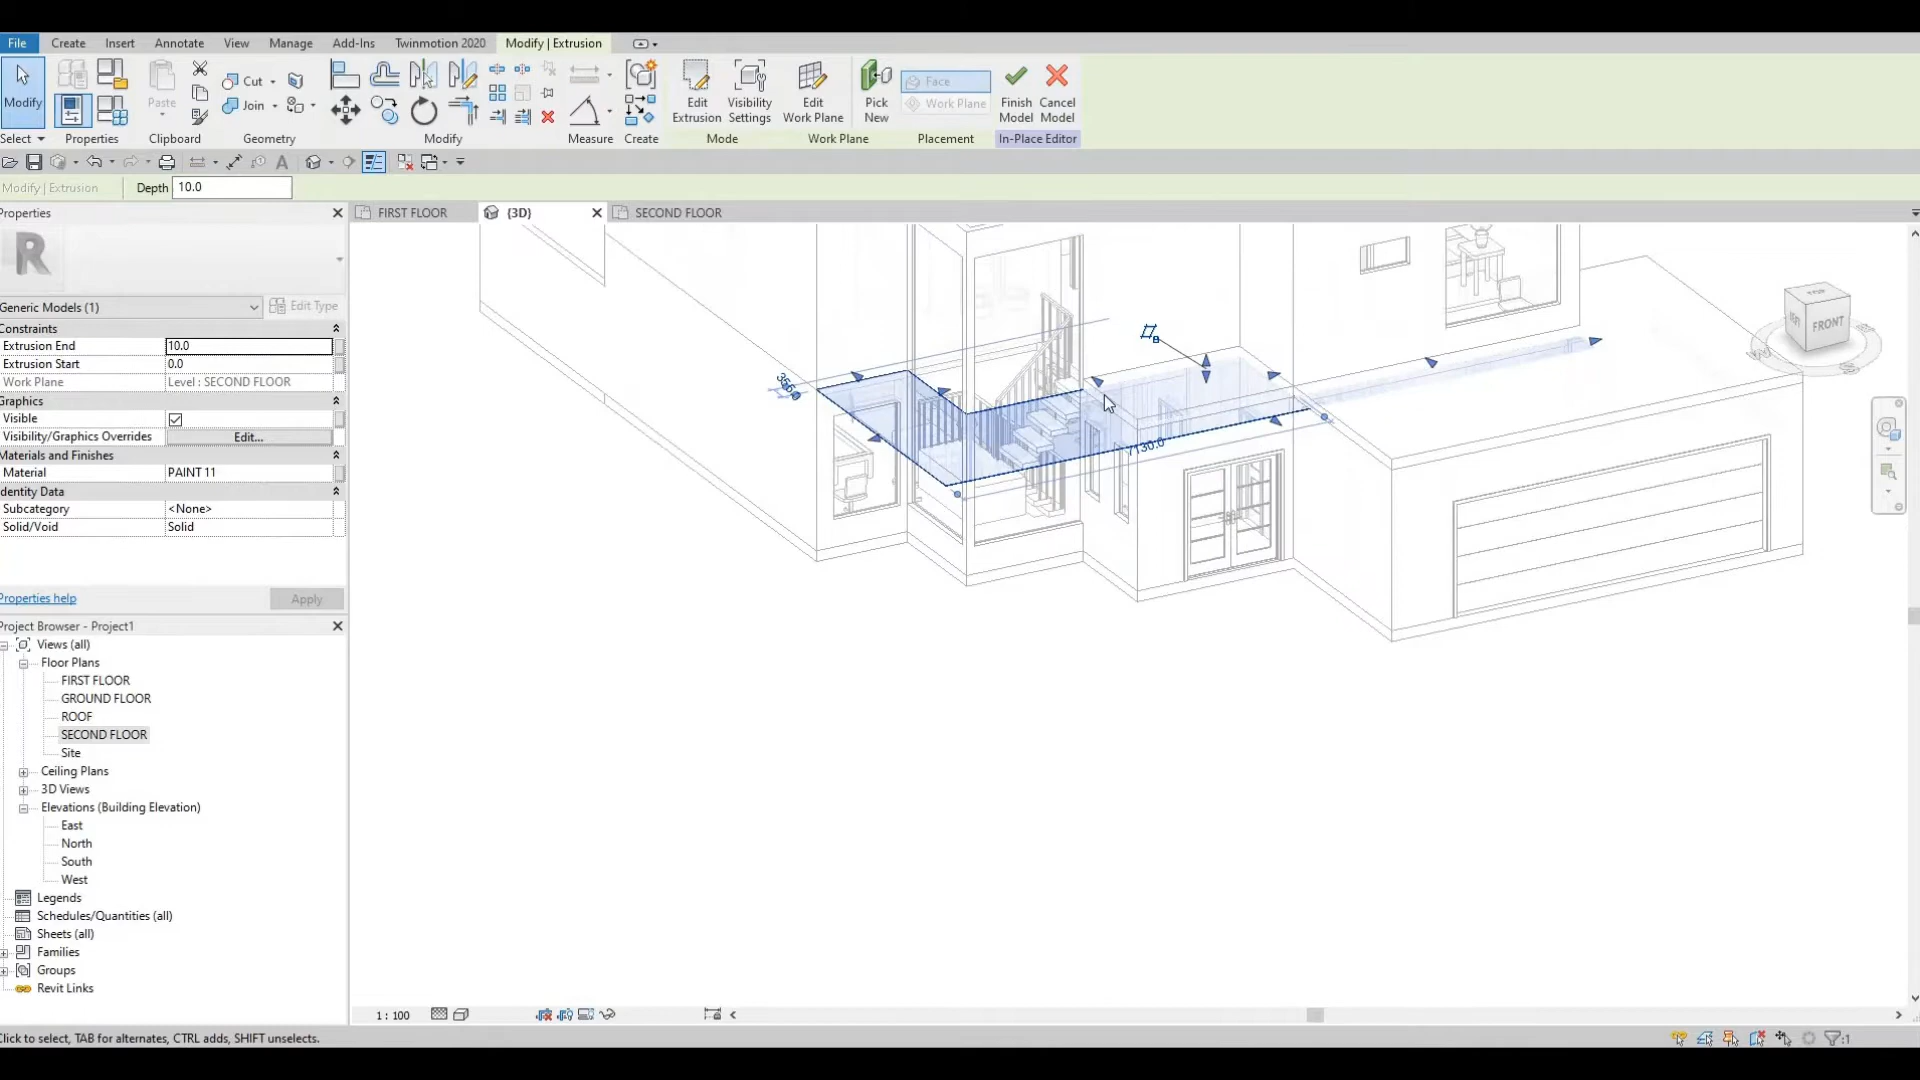 File Create Insert Annotate View Manage Add-Ins Twinmotion 2020 Modify | Extrusion
Modify Paste Cut Join Edit Extrusion Visibility Settings Edit Work Plane Pick New Face Work Plane Finish Model Cancel Model
Select Properties Clipboard Geometry Modify Measure Create Mode Work Plane Placement In-Place Editor
Modify | Extrusion Depth 10.0
Properties
FIRST FLOOR {3D} SECOND FLOOR
Generic Models (1) Edit Type
Constraints
Extrusion End 10.0
Extrusion Start 0.0
Work Plane Level : SECOND FLOOR
Graphics
Visible
Visibility/Graphics Overrides Edit...
Materials and Finishes
Material PAINT 11
Identity Data
Subcategory <None>
Solid/Void Solid
Properties help Apply
Project Browser - Project1
Views (all)
Floor Plans
FIRST FLOOR
GROUND FLOOR
ROOF
SECOND FLOOR
Site
Ceiling Plans
3D Views
Elevations (Building Elevation)
East
North
South
West
Legends
Schedules/Quantities (all)
Sheets (all)
Families
Groups
Revit Links
7130.0
TOP
FRONT
1 : 100
Click to select, TAB for alternates, CTRL adds, SHIFT unselects.
:1